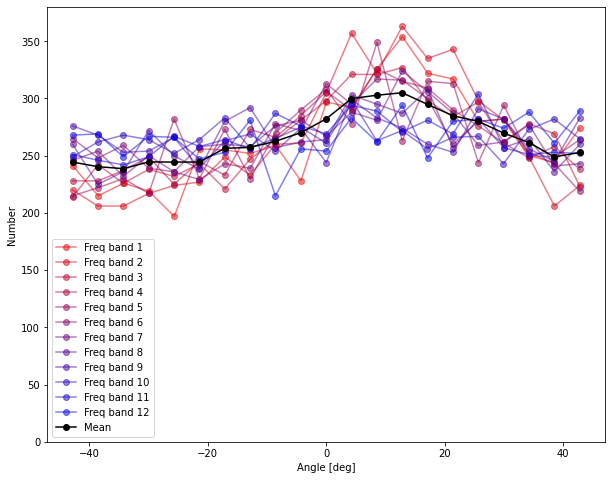 350
300
250
200
150
100
50
0
Number
Freq band 1
Freq band 2
Freq band 3
Freq band 4
Freq band 5
Freq band 6
Freq band 7
Freq band 8
Freq band 9
Freq band 10
Freq band 11
Freq band 12
Mean
−40 −20 0 20 40
Angle [deg]